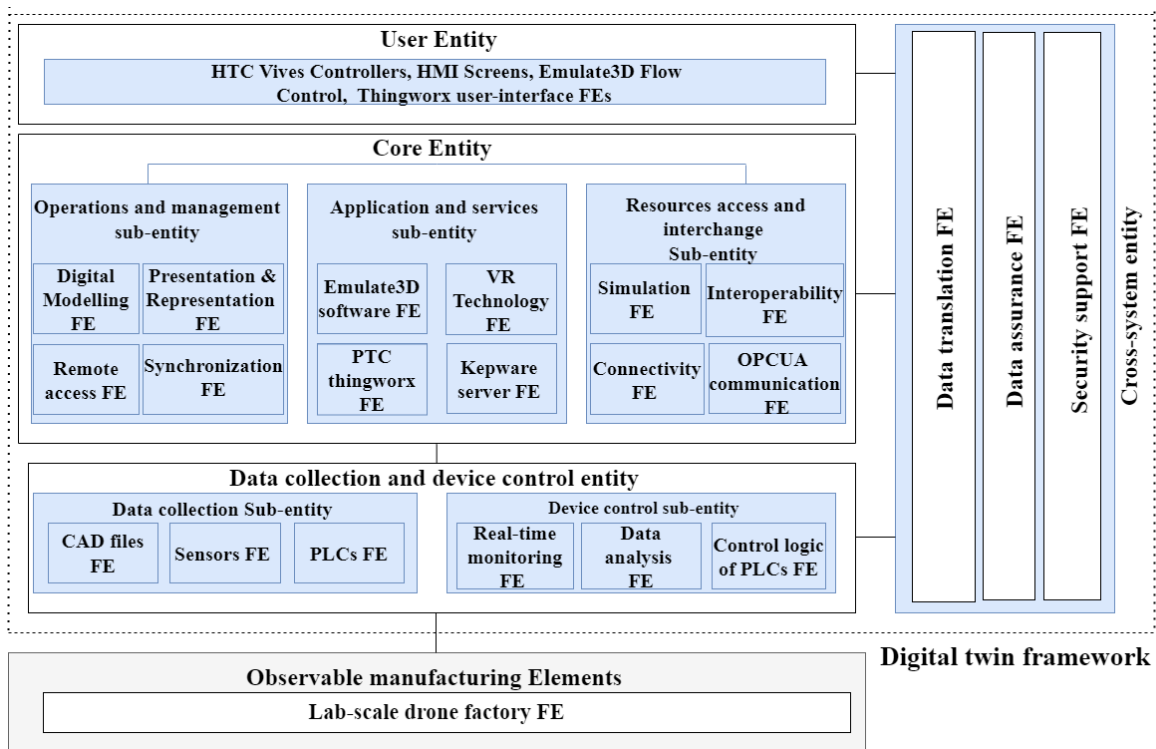 User Entity
HTC Vives Controllers, HMI Screens, Emulate3D Flow
Control, Thingworx user-interface FEs
Core Entity
Operations and management
sub-entity
Digital
Modelling
FE
Presentation &
Representation
FE
Remote
access FE
Synchronization
FE
Application and services
sub-entity
Emulate3D
software FE
VR
Technology
FE
PTC
thingworx
FE
Kepware
server FE
Resources access and
interchange
Sub-entity
Simulation
FE
Interoperability
FE
Connectivity
FE
OPCUA
communication
FE
Data collection and device control entity
Data collection Sub-entity
CAD files
FE
Sensors FE
PLCs FE
Device control sub-entity
Real-time
monitoring
FE
Data
analysis
FE
Control logic
of PLCs FE
Data translation FE
Data assurance FE
Security support FE
Cross-system entity
Digital twin framework
Observable manufacturing Elements
Lab-scale drone factory FE